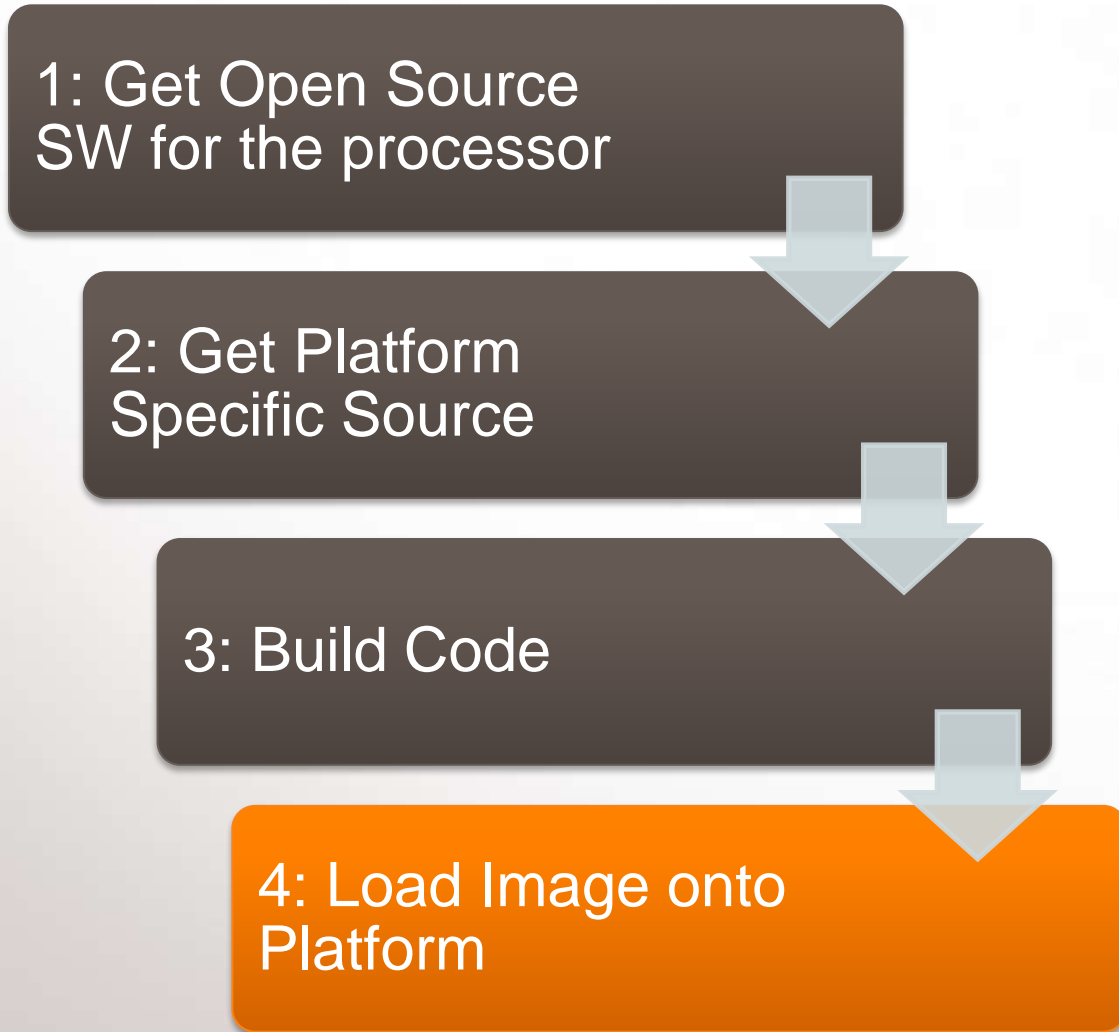 1: Get Open Source
SW for the processor
2: Get Platform
Specific Source
3: Build Code
4: Load Image onto
Platform